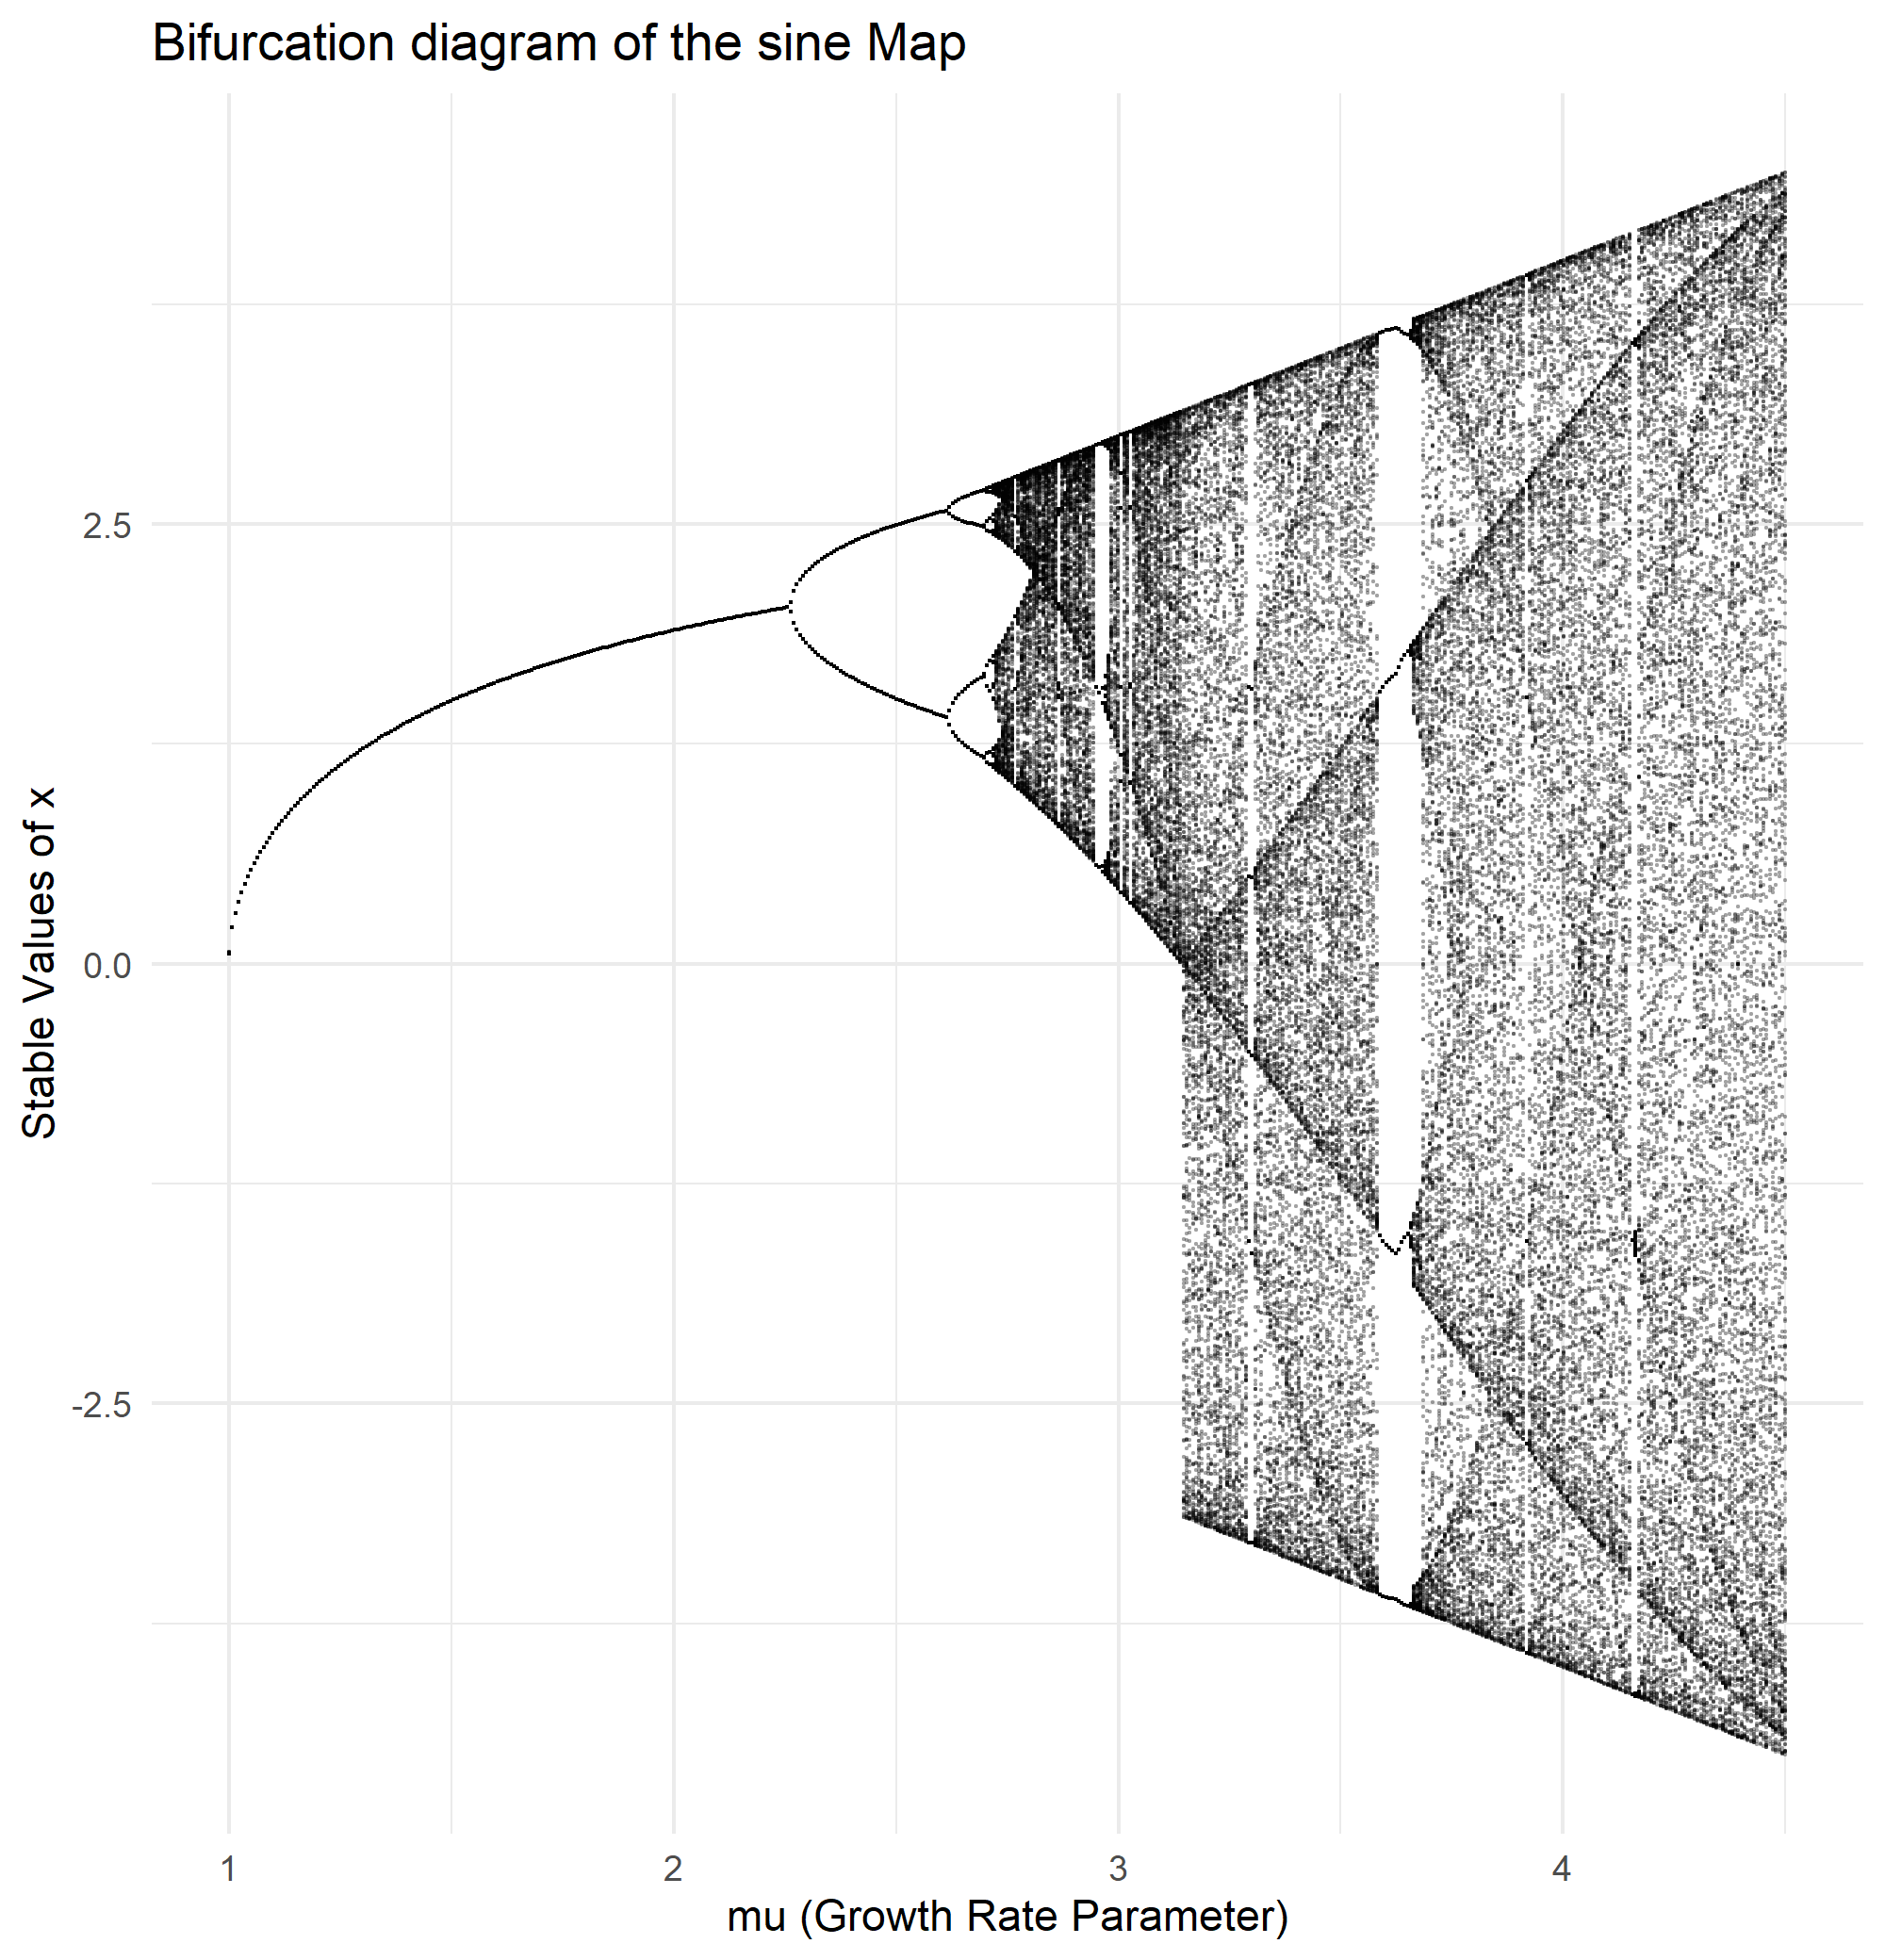 Bifurcation diagram of the sine Map
Stable Values of x
2.5
0.0
-2.5
1 2 3 4
mu (Growth Rate Parameter)